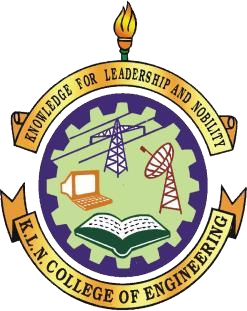 KNOWLEDGE FOR LEADERSHIP AND NOBILITY
K.L.N. COLLEGE OF ENGINEERING